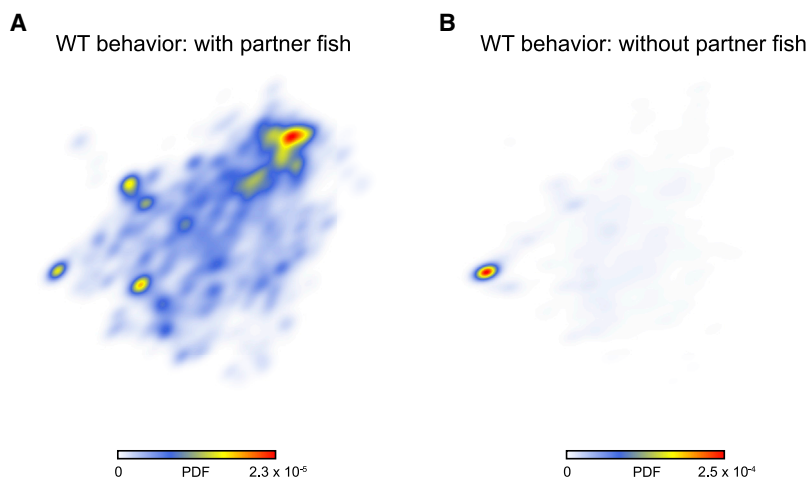 A
WT behavior: with partner fish
B
WT behavior: without partner fish
0 PDF 2.3 x 10⁻⁵
0 PDF 2.5 x 10⁻⁴